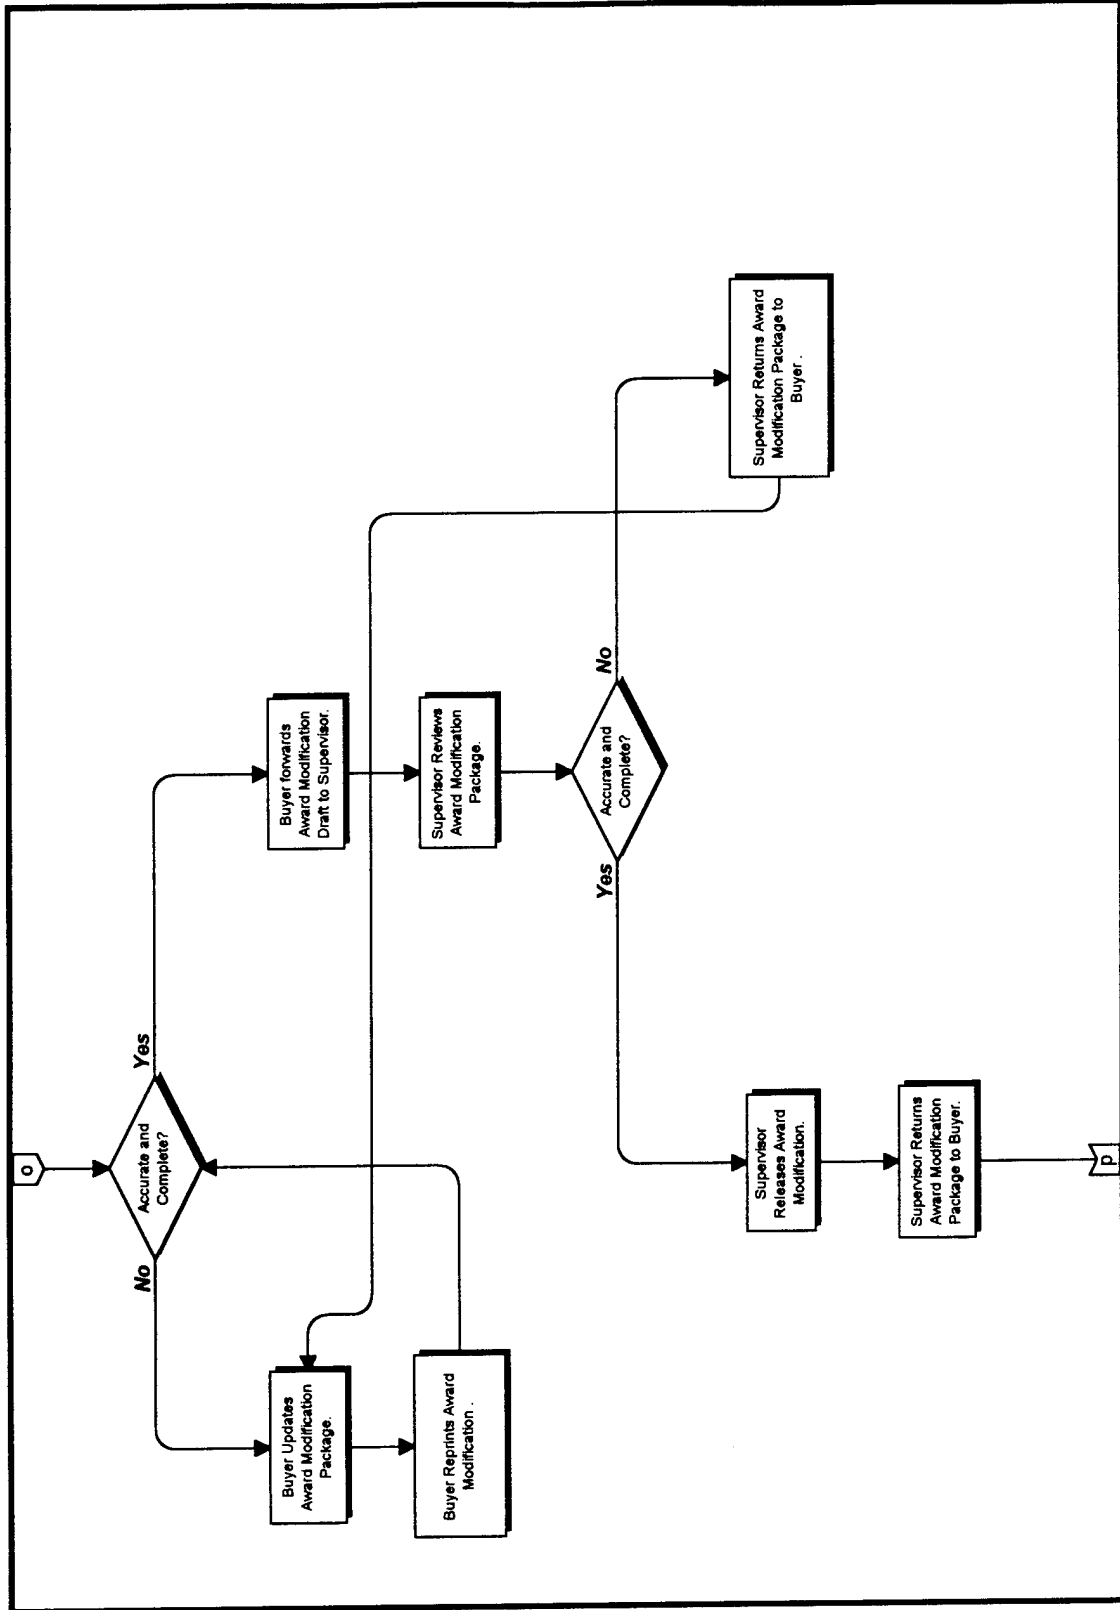 o
Accurate and
Complete?
No
Yes
Buyer Updates
Award Modification
Package.
Buyer forwards
Award Modification
Draft to Supervisor.
Buyer Reprints Award
Modification .
Supervisor Reviews
Award Modification
Package.
Accurate and
Complete?
Yes
No
Supervisor
Releases Award
Modification.
Supervisor Returns Award
Modification Package to
Buyer .
Supervisor Returns
Award Modification
Package to Buyer.
p